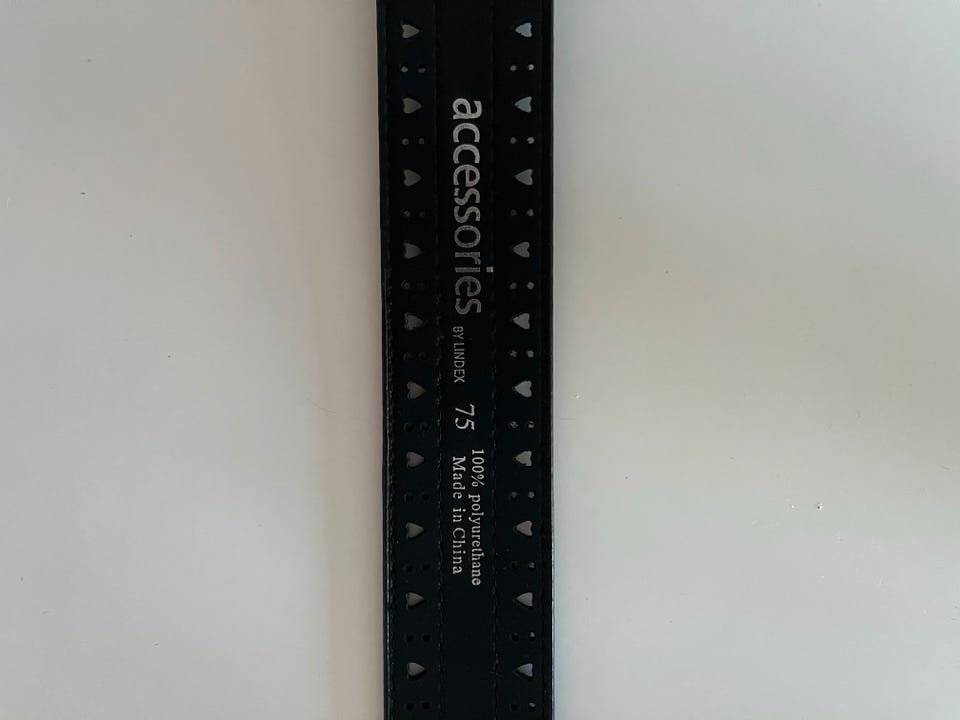 accessories
BY LINDEX
75
100% polyurethane
Made in China